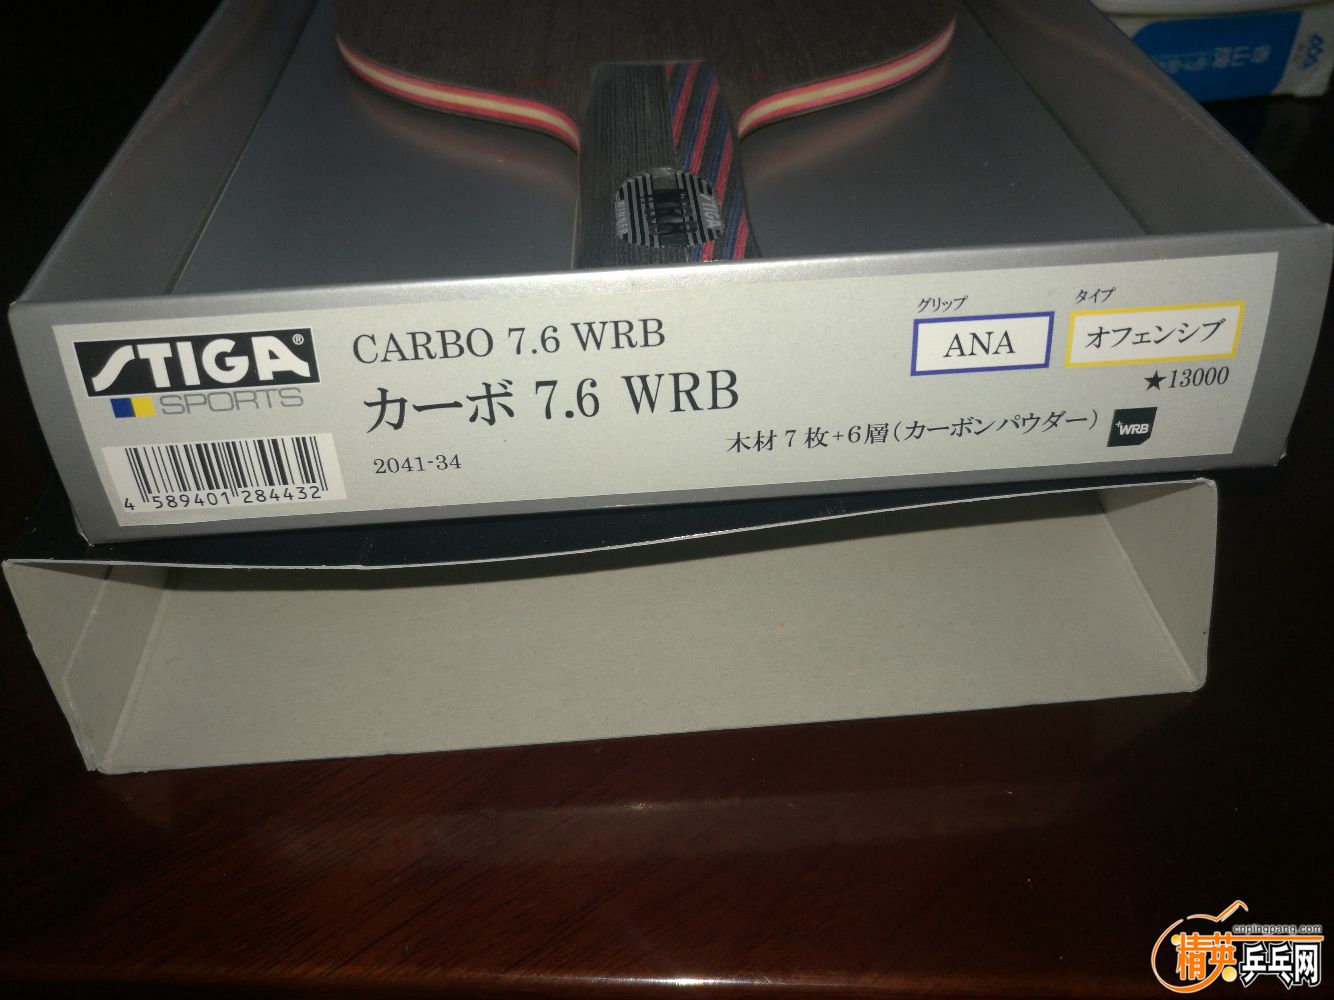 STIGA
WINNER
STIGA®
SPORTS
CARBO 7.6 WRB
カーボ 7.6 WRB
2041-34
4 589401 284432
グリップ
ANA
タイプ
オフェンシブ
★13000
木材7枚+6層(カーボンパウダー)
+WRB
cnpingpang.com
精英乒乓网